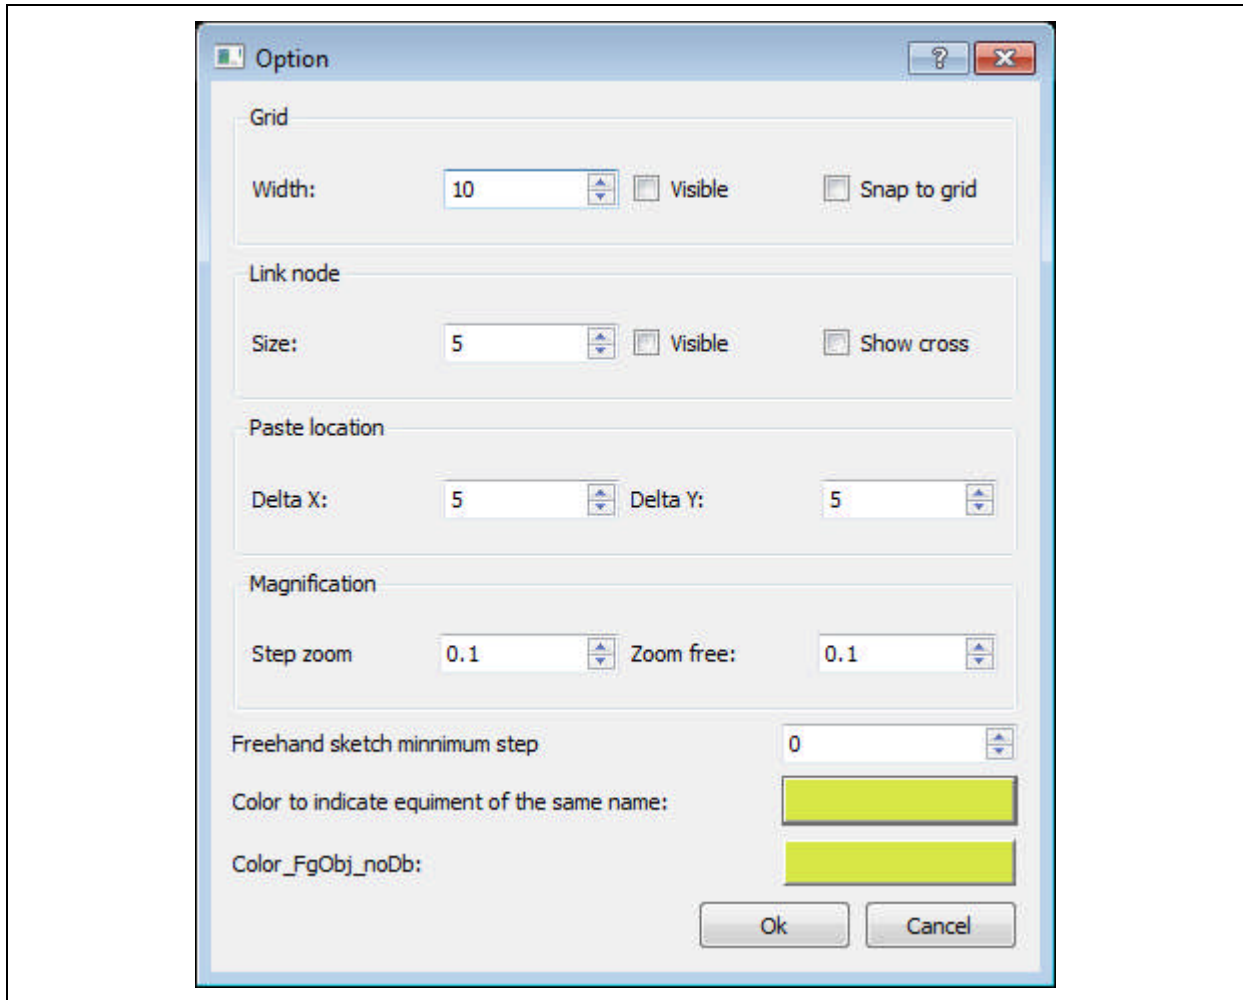 Option
Grid
Width: 10 Visible Snap to grid
Link node
Size: 5 Visible Show cross
Paste location
Delta X: 5 Delta Y: 5
Magnification
Step zoom 0.1 Zoom free: 0.1
Freehand sketch minnimum step 0
Color to indicate equiment of the same name:
Color_FgObj_noDb:
Ok Cancel